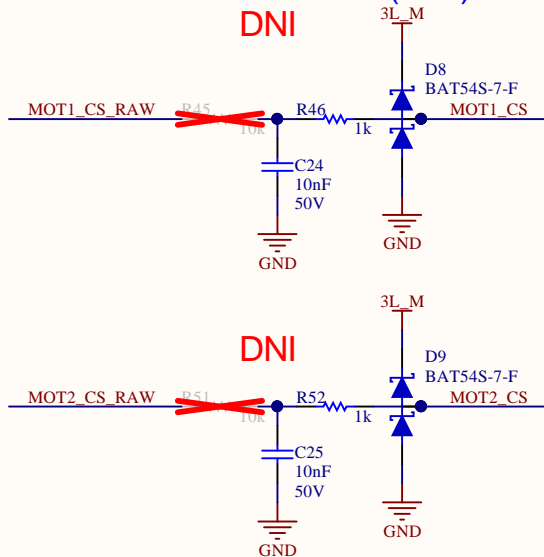 DNI
3L_M
D8
BAT54S-7-F
MOT1_CS_RAW
R45
10k
R46
1k
MOT1_CS
C24
10nF
50V
GND
GND
3L_M
DNI
D9
BAT54S-7-F
MOT2_CS_RAW
R51
10k
R52
1k
MOT2_CS
C25
10nF
50V
GND
GND